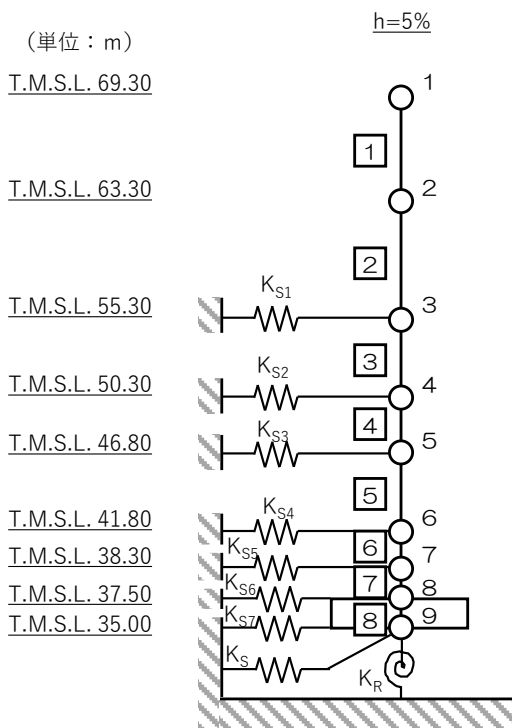 h=5%
(単位：m)
T.M.S.L. 69.30
1
1
T.M.S.L. 63.30
2
2
K_S1
T.M.S.L. 55.30
3
3
K_S2
T.M.S.L. 50.30
4
4
K_S3
T.M.S.L. 46.80
5
5
K_S4
T.M.S.L. 41.80
6
6
K_S5
T.M.S.L. 38.30
7
7
K_S6
T.M.S.L. 37.50
8
K_S7
8
T.M.S.L. 35.00
9
K_S
K_R